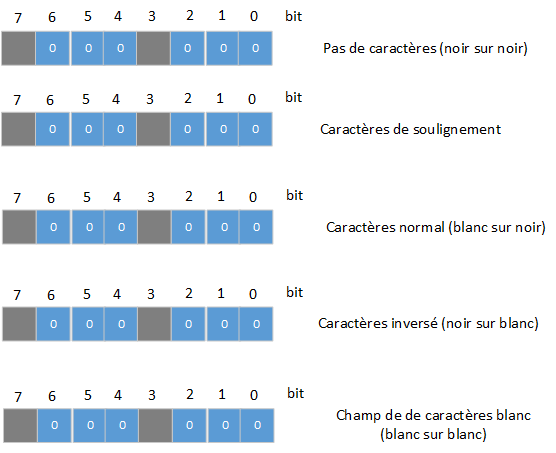 7 6 5 4 3 2 1 0 bit
0 0 0 0 0 0 Pas de caractères (noir sur noir)
7 6 5 4 3 2 1 0 bit
0 0 0 0 0 0 Caractères de soulignement
7 6 5 4 3 2 1 0 bit
0 0 0 0 0 0 Caractères normal (blanc sur noir)
7 6 5 4 3 2 1 0 bit
0 0 0 0 0 0 Caractères inversé (noir sur blanc)
7 6 5 4 3 2 1 0 bit
0 0 0 0 0 0 Champ de de caractères blanc
(blanc sur blanc)